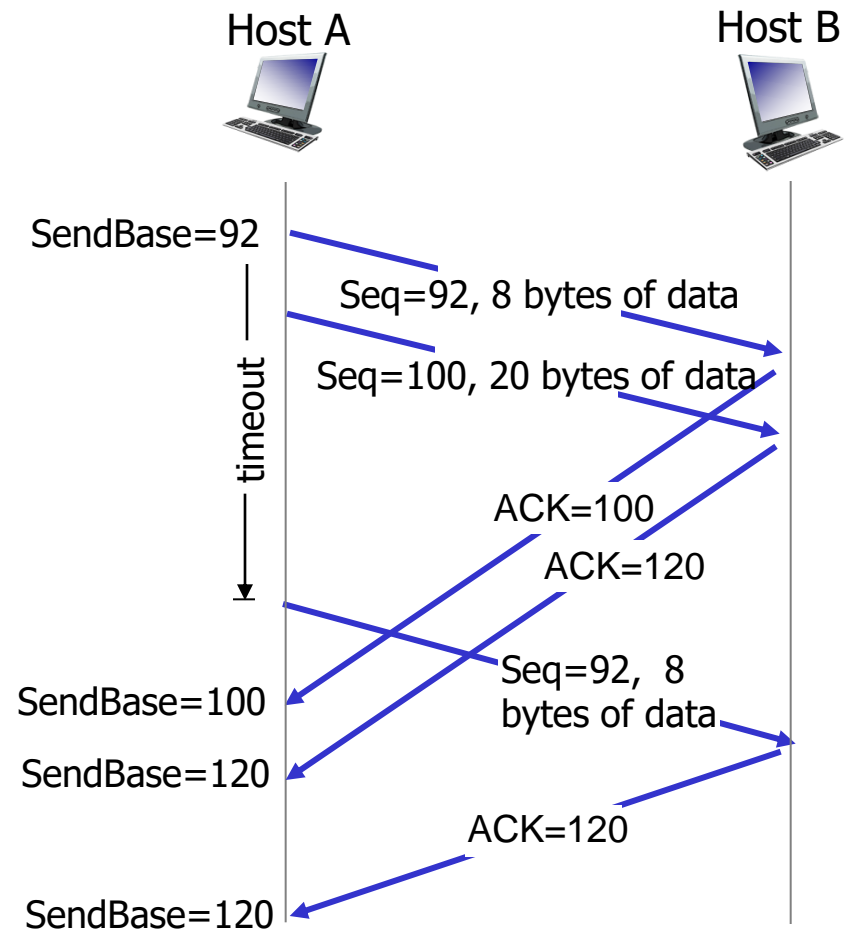 Host A
Host B
SendBase=92
Seq=92, 8 bytes of data
timeout
Seq=100, 20 bytes of data
ACK=100
ACK=120
Seq=92, 8
bytes of data
SendBase=100
SendBase=120
ACK=120
SendBase=120